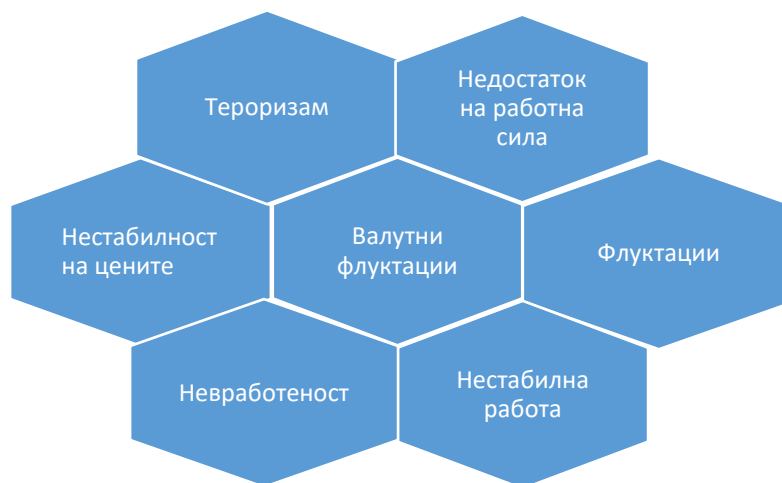 Тероризам
Недостаток
на работна
сила
Нестабилност
на цените
Валутни
флуктации
Флуктации
Невработеност
Нестабилна
работа